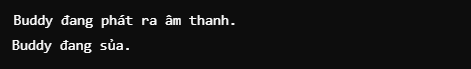 Buddy đang phát ra âm thanh.
Buddy đang sủa.